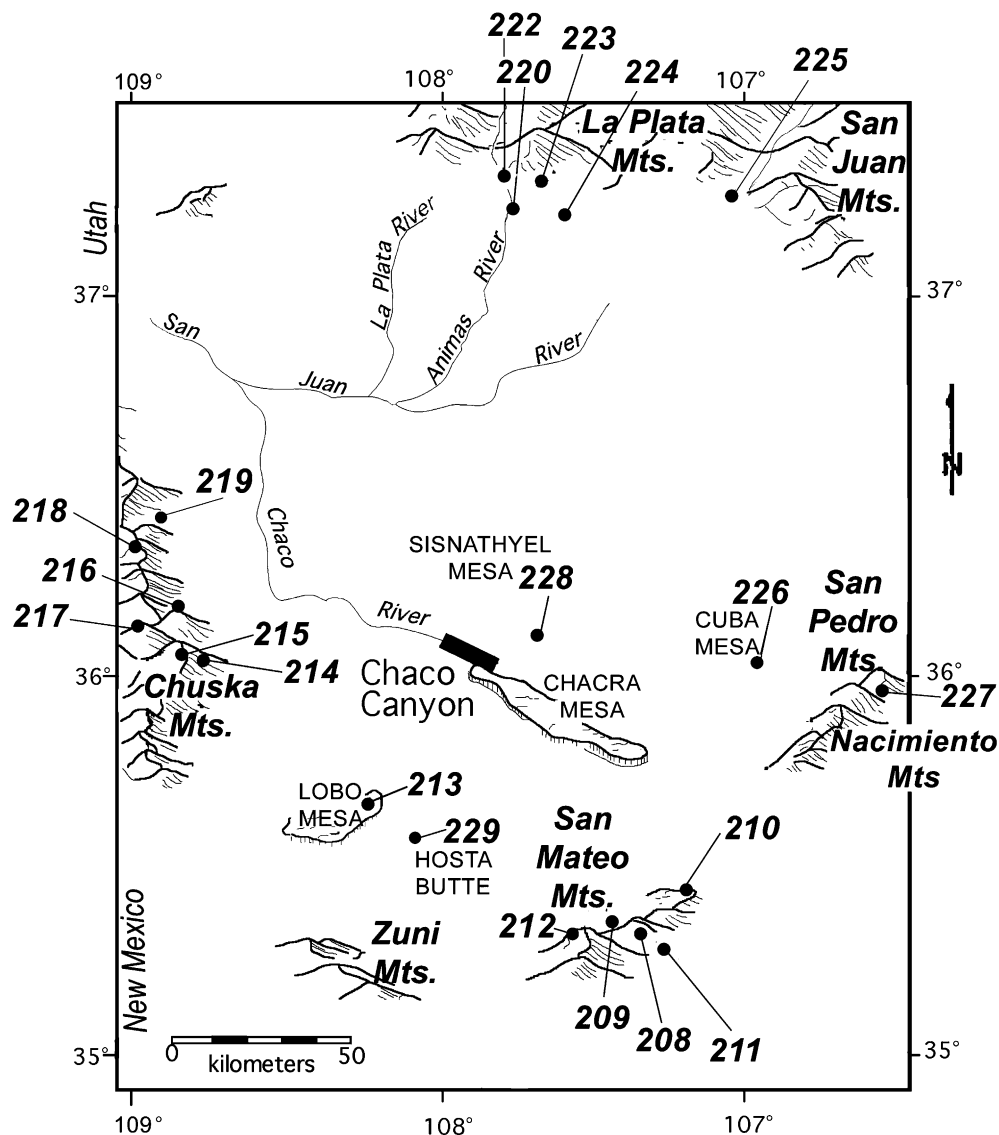 222
223
220
224
225
109°
108°
107°
La Plata
Mts.
San
Juan
Mts.
Utah
La Plata River
Animas River
37°
37°
San Juan River
N
219
218
Chaco River
SISNATHYEL
MESA
228
216
217
215
214
226
CUBA
MESA
San
Pedro
Mts.
36°
36°
Chaco
Canyon
CHACRA
MESA
Chuska
Mts.
227
Nacimiento
Mts
LOBO
MESA
213
229
HOSTA
BUTTE
San
Mateo
Mts.
210
212
Zuni
Mts.
New Mexico
209
208
211
0 50
kilometers
35°
35°
109°
108°
107°